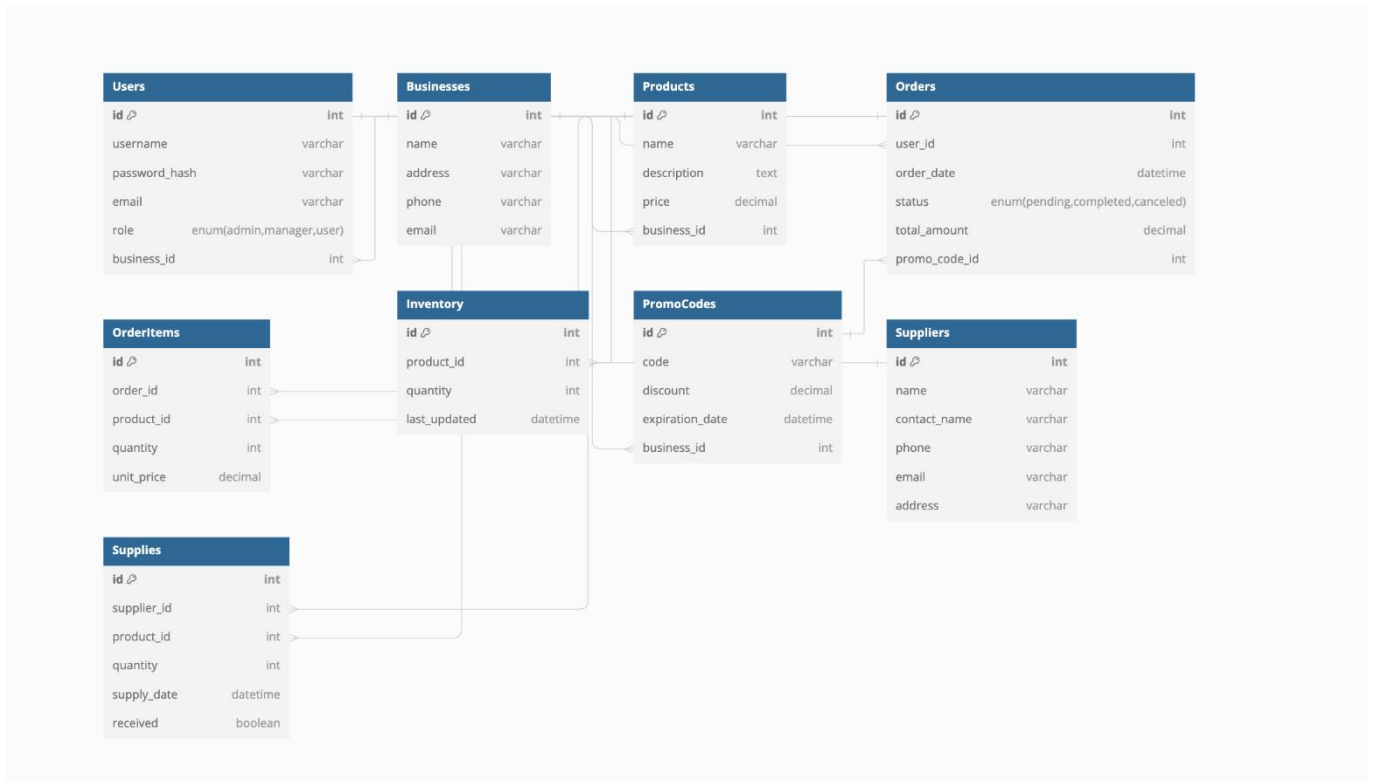 Users
id int
username varchar
password_hash varchar
email varchar
role enum(admin,manager,user)
business_id int
Businesses
id int
name varchar
address varchar
phone varchar
email varchar
Products
id int
name varchar
description text
price decimal
business_id int
Orders
id int
user_id int
order_date datetime
status enum(pending,completed,canceled)
total_amount decimal
promo_code_id int
OrderItems
id int
order_id int
product_id int
quantity int
unit_price decimal
Inventory
id int
product_id int
quantity int
last_updated datetime
PromoCodes
id int
code varchar
discount decimal
expiration_date datetime
business_id int
Suppliers
id int
name varchar
contact_name varchar
phone varchar
email varchar
address varchar
Supplies
id int
supplier_id int
product_id int
quantity int
supply_date datetime
received boolean